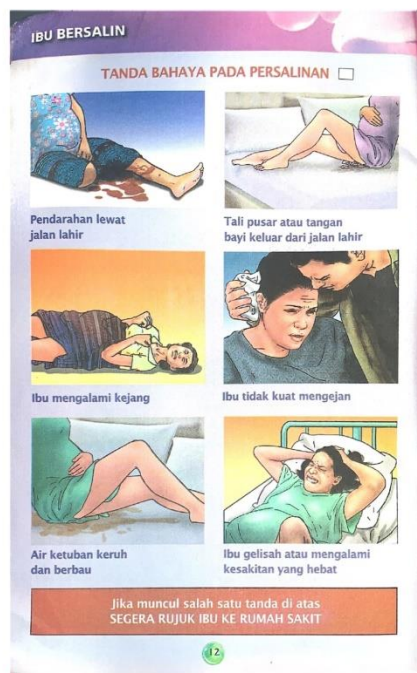 IBU BERSALIN
TANDA BAHAYA PADA PERSALINAN
Pendarahan lewat
jalan lahir
Tali pusar atau tangan
bayi keluar dari jalan lahir
Ibu mengalami kejang
Ibu tidak kuat mengejan
Air ketuban keruh
dan berbau
Ibu gelisah atau mengalami
kesakitan yang hebat
Jika muncul salah satu tanda di atas
SEGERA RUJUK IBU KE RUMAH SAKIT
12